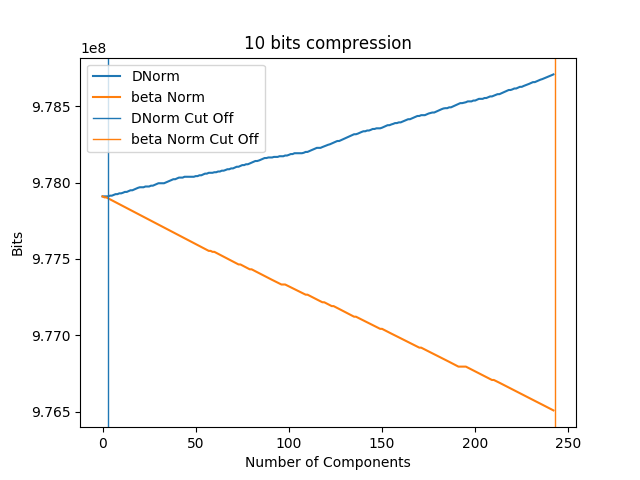 10 bits compression
1e8
DNorm
beta Norm
DNorm Cut Off
beta Norm Cut Off
9.785
9.780
9.775
9.770
9.765
Bits
0 50 100 150 200 250
Number of Components